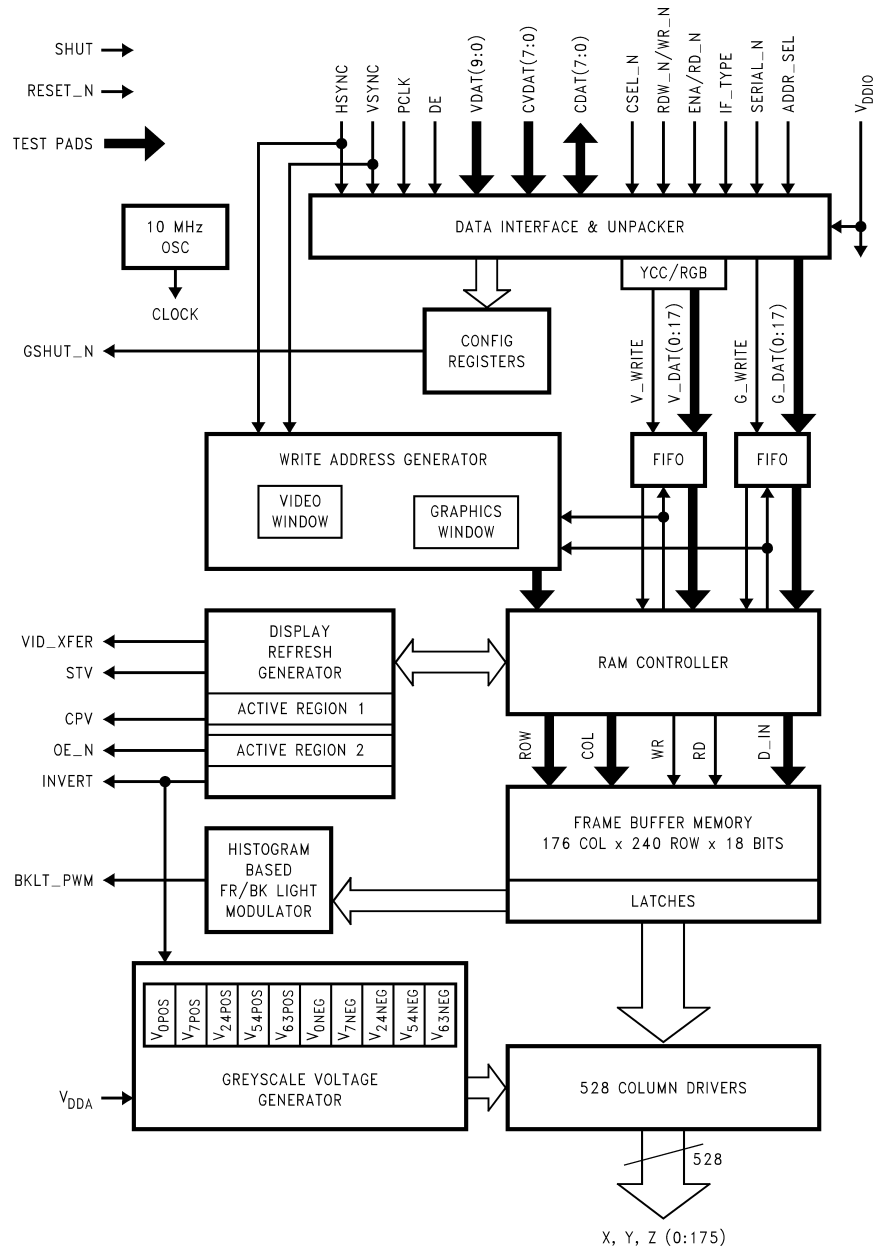 SHUT
RESET_N
TEST PADS
HSYNC
VSYNC
PCLK
DE
VDAT(9:0)
CVDAT(7:0)
CDAT(7:0)
CSEL_N
RDW_N/WR_N
ENA/RD_N
IF_TYPE
SERIAL_N
ADDR_SEL
VDDIO
DATA INTERFACE & UNPACKER
10 MHz
OSC
CLOCK
YCC/RGB
GSHUT_N
CONFIG
REGISTERS
V_WRITE
V_DAT(0:17)
G_WRITE
G_DAT(0:17)
WRITE ADDRESS GENERATOR
VIDEO
WINDOW
GRAPHICS
WINDOW
FIFO
FIFO
VID_XFER
STV
CPV
OE_N
INVERT
DISPLAY
REFRESH
GENERATOR
ACTIVE REGION 1
ACTIVE REGION 2
RAM CONTROLLER
ROW
COL
WR
RD
D_IN
FRAME BUFFER MEMORY
176 COL x 240 ROW x 18 BITS
LATCHES
BKLT_PWM
HISTOGRAM
BASED
FR/BK LIGHT
MODULATOR
V0POS
V7POS
V24POS
V54POS
V63POS
V0NEG
V7NEG
V24NEG
V54NEG
V63NEG
VDDA
GREYSCALE VOLTAGE
GENERATOR
528 COLUMN DRIVERS
528
X, Y, Z (0:175)